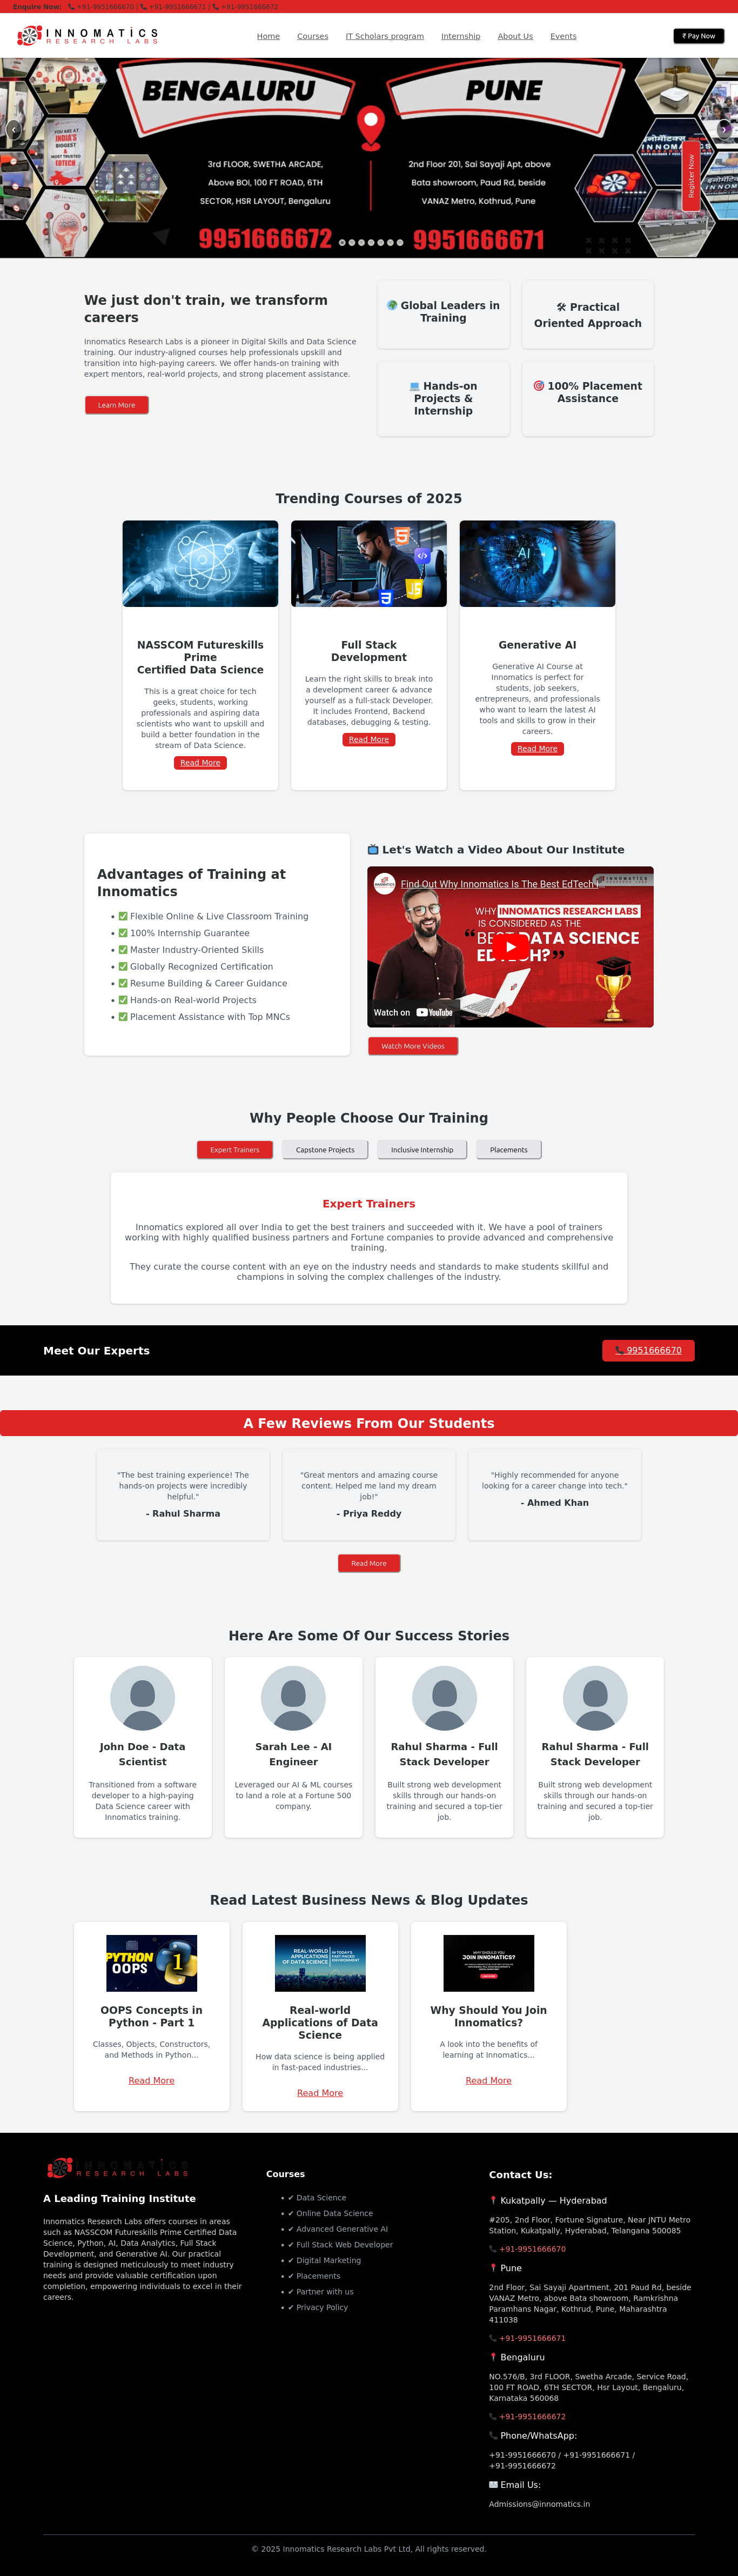 Enquire Now: 📞 +91-9951666670 | 📞 +91-9951666671 | 📞 +91-9951666672
INNOMATICS
RESEARCH LABS
Home Courses IT Scholars program Internship About Us Events
₹ Pay Now
BENGALURU
PUNE
3rd FLOOR, SWETHA ARCADE,
Above BOI, 100 FT ROAD, 6TH
SECTOR, HSR LAYOUT, Bengaluru
9951666672
2nd Floor 201, Sai Sayaji Apt, above
Bata showroom, Paud Rd, beside
VANAZ Metro, Kothrud, Pune
9951666671
YOU ARE AT
INDIA'S
BIGGEST
& MOST
TRUSTED
EDTECH
Register Now
We just don't train, we transform
careers
Innomatics Research Labs is a pioneer in Digital Skills and Data Science
training. Our industry-aligned courses help professionals upskill and
transition into high-paying careers. We offer hands-on training with
expert mentors, real-world projects, and strong placement assistance.
Learn More
🌍 Global Leaders in
Training
🛠 Practical
Oriented Approach
💻 Hands-on
Projects &
Internship
🎯 100% Placement
Assistance
Trending Courses of 2025
NASSCOM Futureskills
Prime
Certified Data Science
This is a great choice for tech
geeks, students, working
professionals and aspiring data
scientists who want to upskill and
build a better foundation in the
stream of Data Science.
Read More
5
</>
JS
3
Full Stack
Development
Learn the right skills to break into
a development career & advance
yourself as a full-stack Developer.
It includes Frontend, Backend
databases, debugging & testing.
Read More
AI
Generative AI
Generative AI Course at
Innomatics is perfect for
students, job seekers,
entrepreneurs, and professionals
who want to learn the latest AI
tools and skills to grow in their
careers.
Read More
Advantages of Training at
Innomatics
• ✅ Flexible Online & Live Classroom Training
• ✅ 100% Internship Guarantee
• ✅ Master Industry-Oriented Skills
• ✅ Globally Recognized Certification
• ✅ Resume Building & Career Guidance
• ✅ Hands-on Real-world Projects
• ✅ Placement Assistance with Top MNCs
📺 Let's Watch a Video About Our Institute
Find Out Why Innomatics Is The Best EdTech I…
WHY INNOMATICS RESEARCH LABS
IS CONSIDERED AS THE
“BEST DATA SCIENCE
EDTECH?”
Watch on YouTube
Watch More Videos
Why People Choose Our Training
Expert Trainers Capstone Projects Inclusive Internship Placements
Expert Trainers
Innomatics explored all over India to get the best trainers and succeeded with it. We have a pool of trainers
working with highly qualified business partners and Fortune companies to provide advanced and comprehensive
training.
They curate the course content with an eye on the industry needs and standards to make students skillful and
champions in solving the complex challenges of the industry.
Meet Our Experts
📞 9951666670
A Few Reviews From Our Students
"The best training experience! The
hands-on projects were incredibly
helpful."
- Rahul Sharma
"Great mentors and amazing course
content. Helped me land my dream
job!"
- Priya Reddy
"Highly recommended for anyone
looking for a career change into tech."
- Ahmed Khan
Read More
Here Are Some Of Our Success Stories
John Doe - Data
Scientist
Transitioned from a software
developer to a high-paying
Data Science career with
Innomatics training.
Sarah Lee - AI
Engineer
Leveraged our AI & ML courses
to land a role at a Fortune 500
company.
Rahul Sharma - Full
Stack Developer
Built strong web development
skills through our hands-on
training and secured a top-tier
job.
Rahul Sharma - Full
Stack Developer
Built strong web development
skills through our hands-on
training and secured a top-tier
job.
Read Latest Business News & Blog Updates
PYTHON
OOPS
1
OOPS Concepts in
Python - Part 1
Classes, Objects, Constructors,
and Methods in Python...
Read More
REAL-WORLD
APPLICATIONS
OF DATA SCIENCE
IN TODAY'S
FAST-PACED
ENVIRONMENT
Real-world
Applications of Data
Science
How data science is being applied
in fast-paced industries...
Read More
WHY SHOULD YOU
JOIN INNOMATICS?
Why Should You Join
Innomatics?
A look into the benefits of
learning at Innomatics...
Read More
INNOMATICS
RESEARCH LABS
A Leading Training Institute
Innomatics Research Labs offers courses in areas
such as NASSCOM Futureskills Prime Certified Data
Science, Python, AI, Data Analytics, Full Stack
Development, and Generative AI. Our practical
training is designed meticulously to meet industry
needs and provide valuable certification upon
completion, empowering individuals to excel in their
careers.
Courses
• ✔ Data Science
• ✔ Online Data Science
• ✔ Advanced Generative AI
• ✔ Full Stack Web Developer
• ✔ Digital Marketing
• ✔ Placements
• ✔ Partner with us
• ✔ Privacy Policy
Contact Us:
📍 Kukatpally — Hyderabad
#205, 2nd Floor, Fortune Signature, Near JNTU Metro
Station, Kukatpally, Hyderabad, Telangana 500085
📞 +91-9951666670
📍 Pune
2nd Floor, Sai Sayaji Apartment, 201 Paud Rd, beside
VANAZ Metro, above Bata showroom, Ramkrishna
Paramhans Nagar, Kothrud, Pune, Maharashtra
411038
📞 +91-9951666671
📍 Bengaluru
NO.576/B, 3rd FLOOR, Swetha Arcade, Service Road,
100 FT ROAD, 6TH SECTOR, Hsr Layout, Bengaluru,
Karnataka 560068
📞 +91-9951666672
📞 Phone/WhatsApp:
+91-9951666670 / +91-9951666671 /
+91-9951666672
📧 Email Us:
Admissions@innomatics.in
© 2025 Innomatics Research Labs Pvt Ltd, All rights reserved.